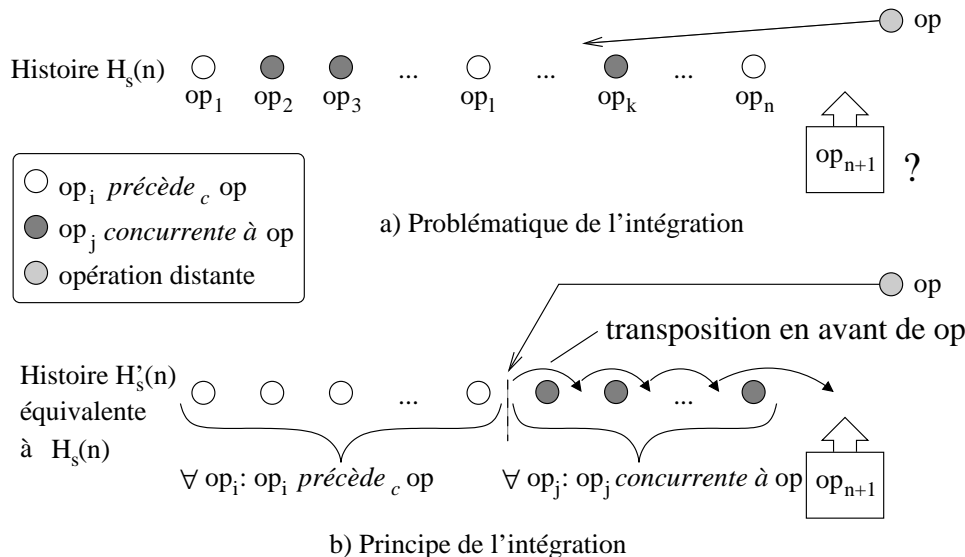 op
Histoire H_s(n)
... ... ...
op_1 op_2 op_3 op_l op_k op_n
op_{n+1} ?
op_i précède_c op
op_j concurrente à op
opération distante
a) Problématique de l'intégration
op
transposition en avant de op
Histoire H'_s(n)
équivalente
à H_s(n)
... ...
∀ op_i: op_i précède_c op
∀ op_j: op_j concurrente à op
op_{n+1}
b) Principe de l'intégration